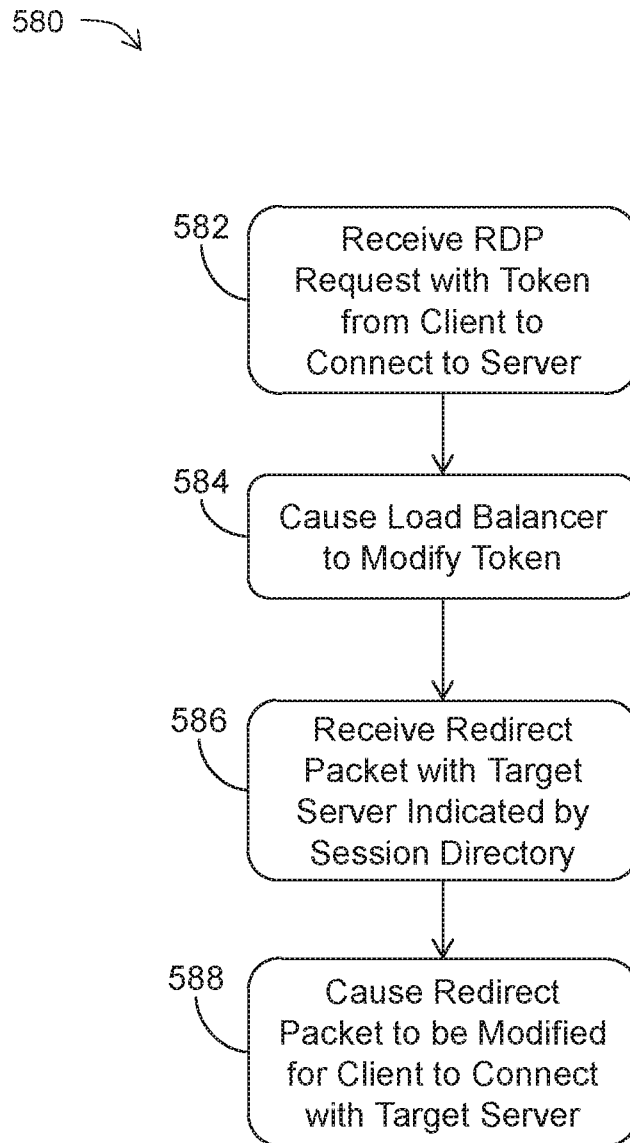 580
582
Receive RDP
Request with Token
from Client to
Connect to Server
584
Cause Load Balancer
to Modify Token
586
Receive Redirect
Packet with Target
Server Indicated by
Session Directory
588
Cause Redirect
Packet to be Modified
for Client to Connect
with Target Server